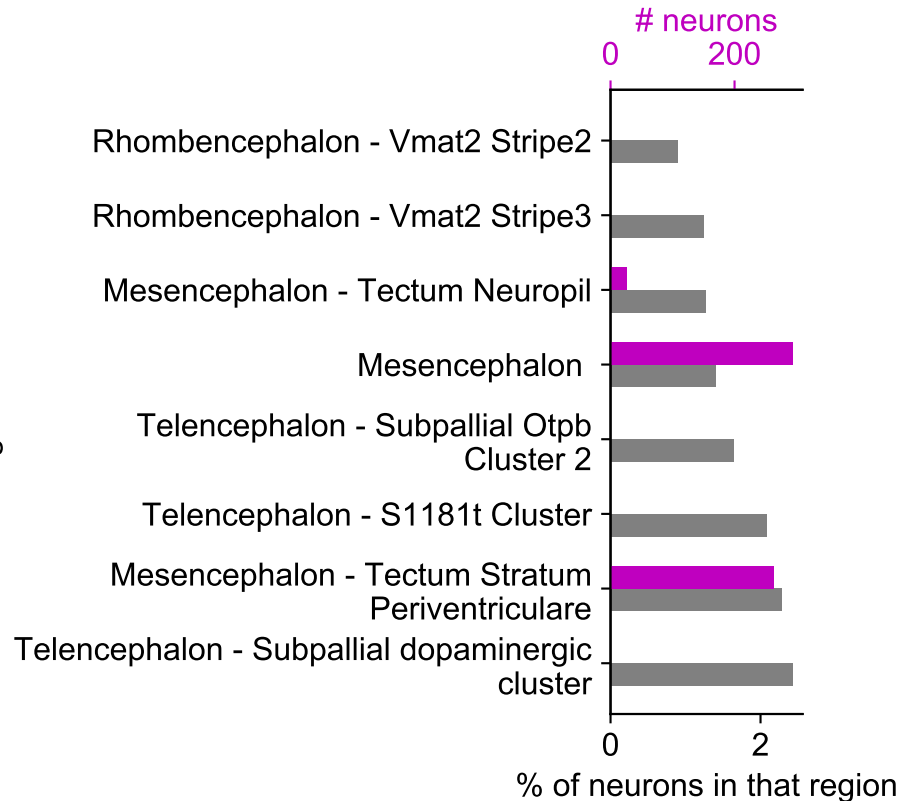 # neurons
0 200
Rhombencephalon - Vmat2 Stripe2
Rhombencephalon - Vmat2 Stripe3
Mesencephalon - Tectum Neuropil
Mesencephalon
Telencephalon - Subpallial Otpb
Cluster 2
Telencephalon - S1181t Cluster
Mesencephalon - Tectum Stratum
Periventriculare
Telencephalon - Subpallial dopaminergic
cluster
0 2
% of neurons in that region